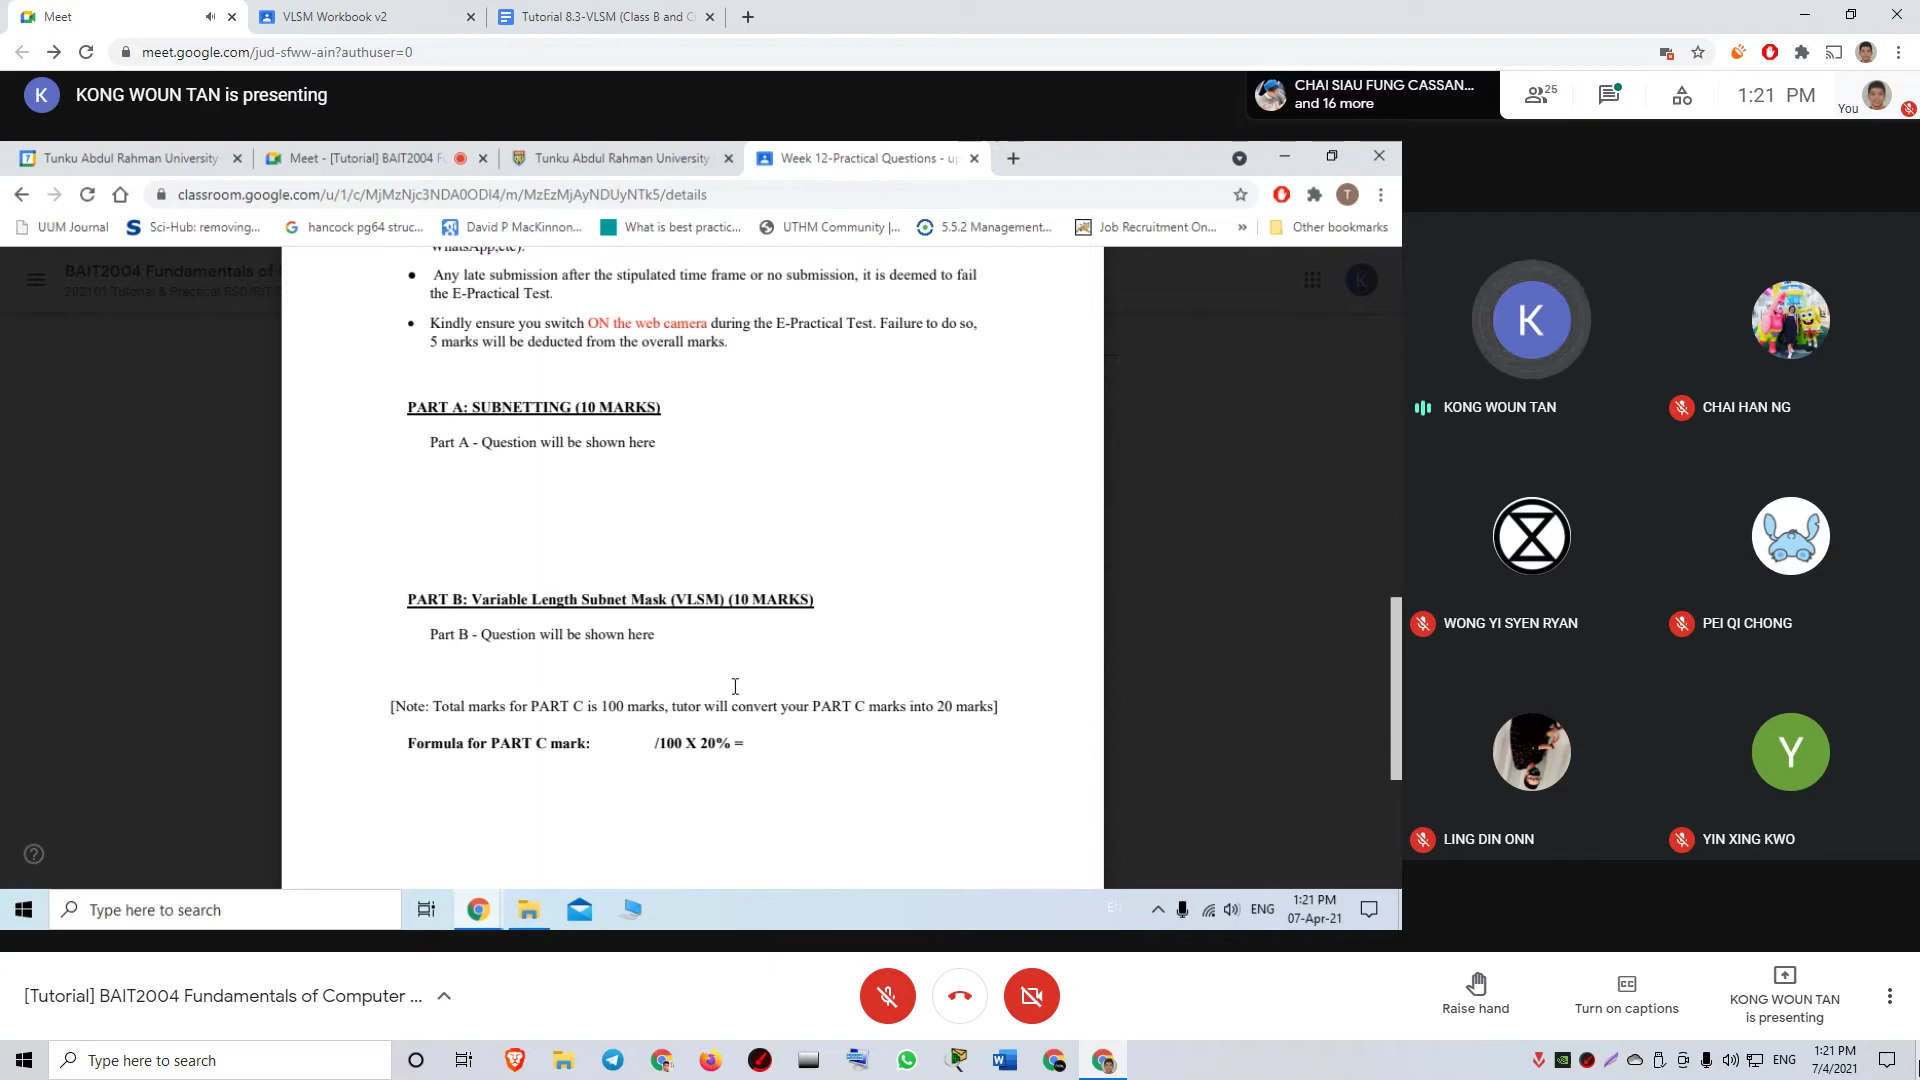 Meet
VLSM Workbook v2
Tutorial 8.3-VLSM (Class B and C
meet.google.com/jud-sfww-ain?authuser=0
K
KONG WOUN TAN is presenting
CHAI SIAU FUNG CASSAN...
and 16 more
25
1:21 PM
You
Tunku Abdul Rahman University
Meet - [Tutorial] BAIT2004 Fu
Tunku Abdul Rahman University
Week 12-Practical Questions - up
classroom.google.com/u/1/c/MjMzNjc3NDA0ODI4/m/MzEzMjAyNDUyNTk5/details
T
UUM Journal
Sci-Hub: removing...
hancock pg64 struc...
David P MacKinnon...
What is best practic...
UTHM Community |...
5.5.2 Management...
Job Recruitment On...
Other bookmarks
WhatsApp,etc).
BAIT2004 Fundamentals of
202101 Tutorial & Practical RSD/RIT
K
● Any late submission after the stipulated time frame or no submission, it is deemed to fail
the E-Practical Test.
● Kindly ensure you switch ON the web camera during the E-Practical Test. Failure to do so,
5 marks will be deducted from the overall marks.
PART A: SUBNETTING (10 MARKS)
Part A - Question will be shown here
PART B: Variable Length Subnet Mask (VLSM) (10 MARKS)
Part B - Question will be shown here
[Note: Total marks for PART C is 100 marks, tutor will convert your PART C marks into 20 marks]
Formula for PART C mark: /100 X 20% =
Type here to search
EN
ENG
1:21 PM
07-Apr-21
K
KONG WOUN TAN
CHAI HAN NG
WONG YI SYEN RYAN
PEI QI CHONG
LING DIN ONN
Y
YIN XING KWO
[Tutorial] BAIT2004 Fundamentals of Computer ...
Raise hand
Turn on captions
KONG WOUN TAN
is presenting
Type here to search
ENG
1:21 PM
7/4/2021